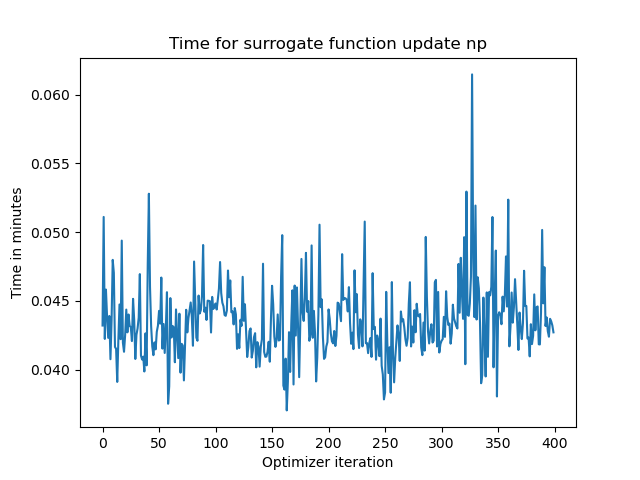 Time for surrogate function update np
Time in minutes
0.060
0.055
0.050
0.045
0.040
0 50 100 150 200 250 300 350 400
Optimizer iteration